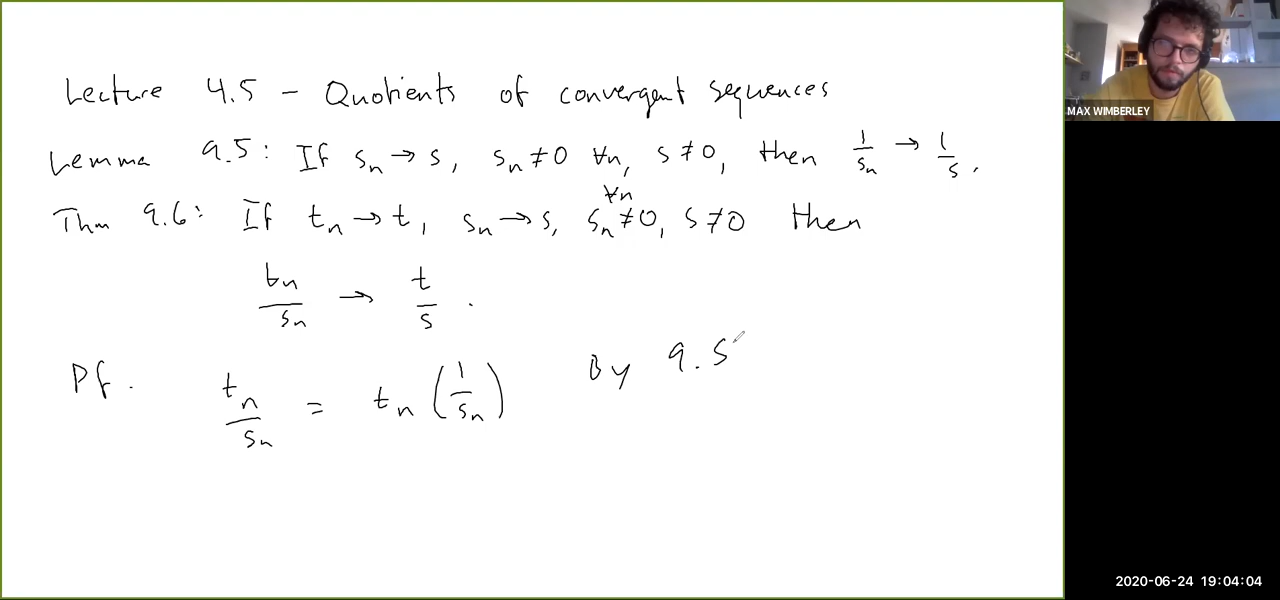 Lecture 4.5 - Quotients of convergent sequences
Lemma 9.5: If sₙ → s, sₙ ≠ 0 ∀n, s ≠ 0, then 1/sₙ → 1/s.
∀n
Thm 9.6: If tₙ → t, sₙ → s, sₙ ≠ 0, s ≠ 0 then
tₙ/sₙ → t/s.
Pf. tₙ/sₙ = tₙ(1/sₙ) By 9.5
MAX WIMBERLEY
2020-06-24 19:04:04